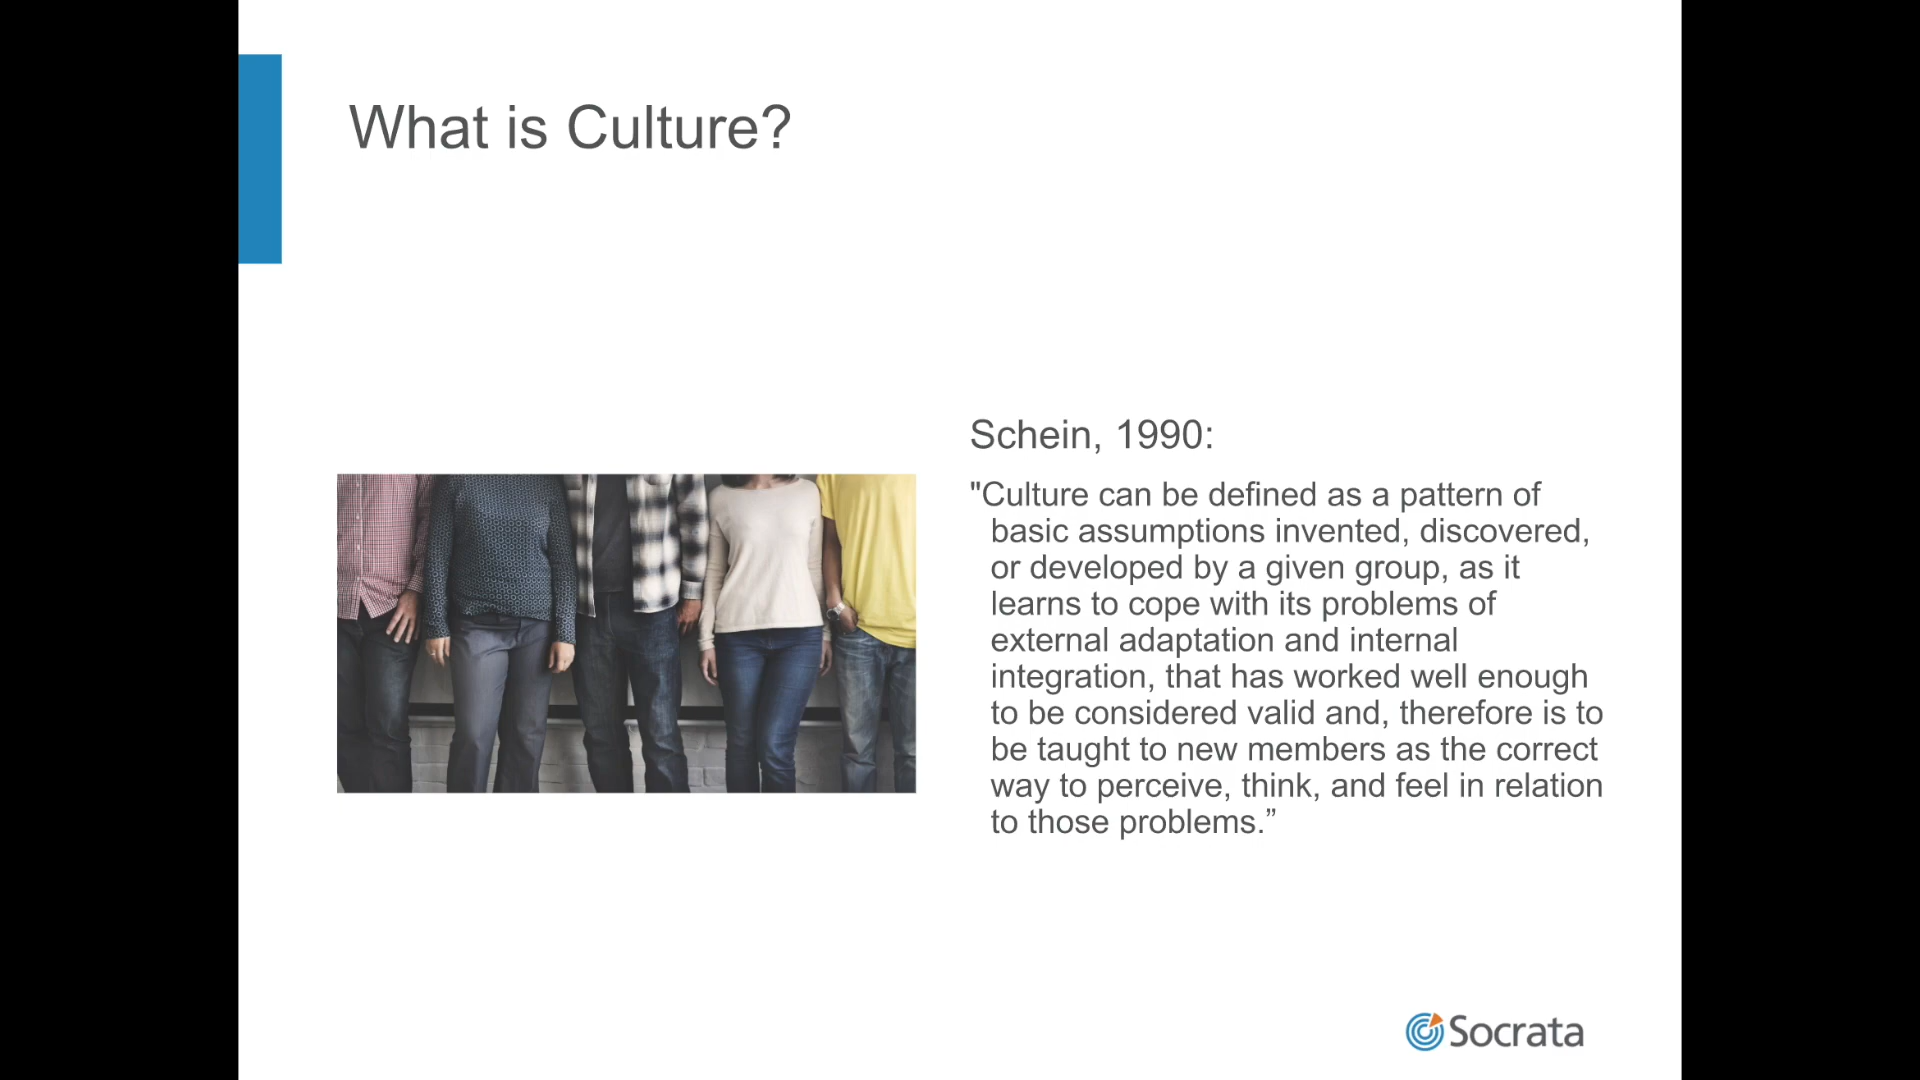 What is Culture?
Schein, 1990:
"Culture can be defined as a pattern of
basic assumptions invented, discovered,
or developed by a given group, as it
learns to cope with its problems of
external adaptation and internal
integration, that has worked well enough
to be considered valid and, therefore is to
be taught to new members as the correct
way to perceive, think, and feel in relation
to those problems.”
Socrata